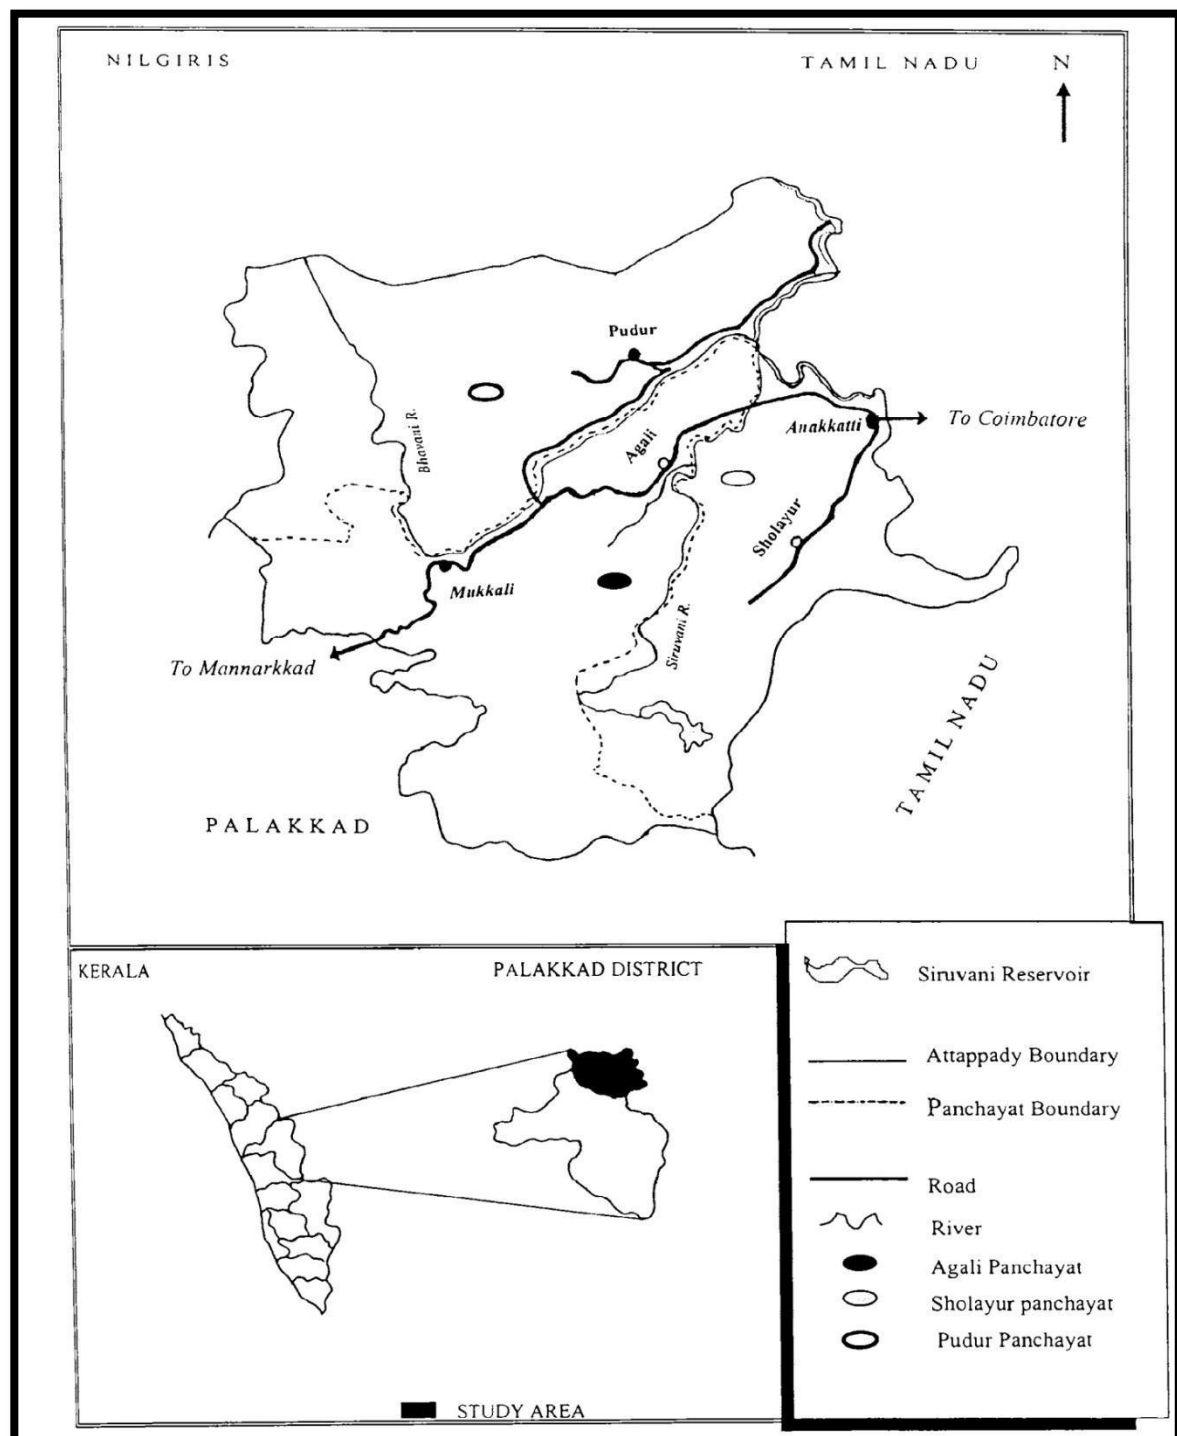 NILGIRIS
TAMIL NADU
N
Pudur
Bhavani R.
Agali
Anakkatti
To Coimbatore
Sholayur
Mukkali
Siruvani R.
To Mannarkkad
TAMIL NADU
PALAKKAD
KERALA
PALAKKAD DISTRICT
STUDY AREA
Siruvani Reservoir
Attappady Boundary
Panchayat Boundary
Road
River
Agali Panchayat
Sholayur panchayat
Pudur Panchayat